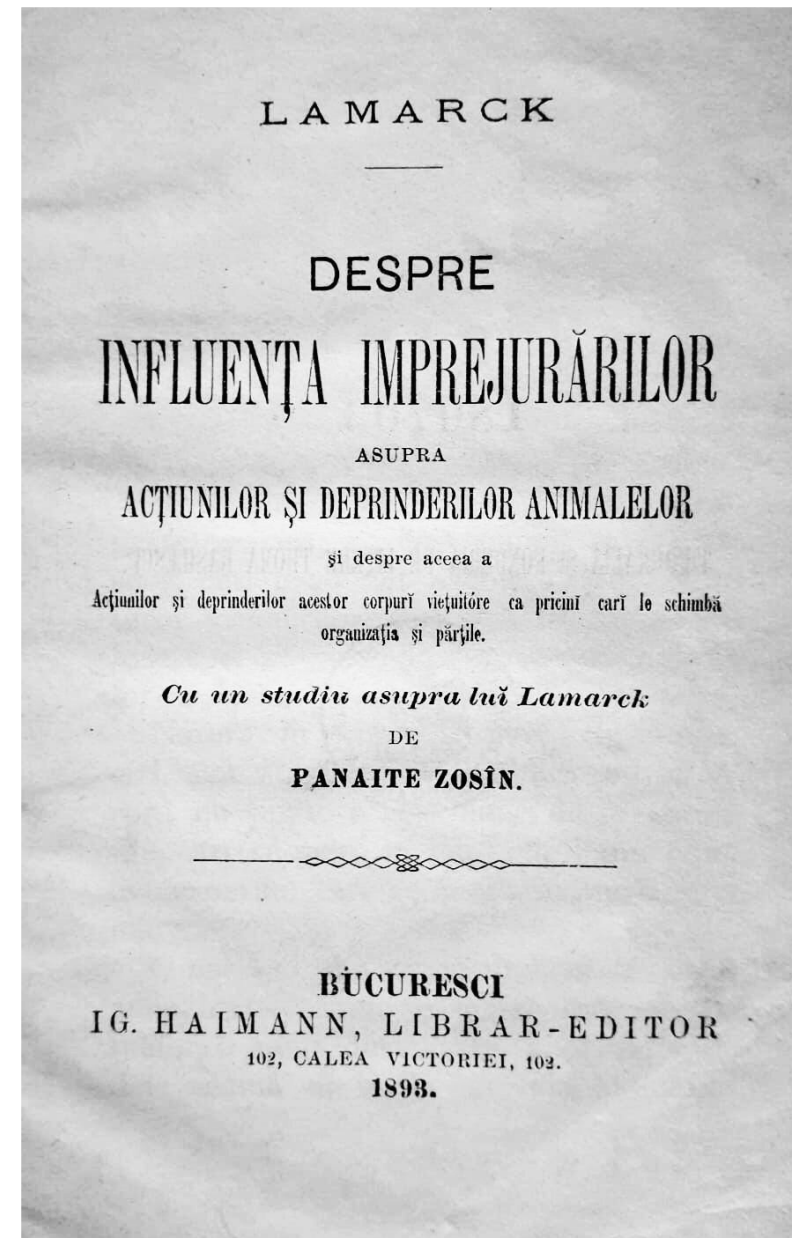 LAMARCK
DESPRE
INFLUENȚA IMPREJURĂRILOR
ASUPRA
ACȚIUNILOR ȘI DEPRINDERILOR ANIMALELOR
și despre aceea a
Acțiunilor și deprinderilor acestor corpurĭ viețuitóre ca pricinĭ carĭ le schimbă
organizația și părțile.
Cu un studiu asupra luĭ Lamarck
DE
PANAITE ZOSÎN.
BUCURESCI
IG. HAIMANN, LIBRAR-EDITOR
102, CALEA VICTORIEI, 102.
1893.